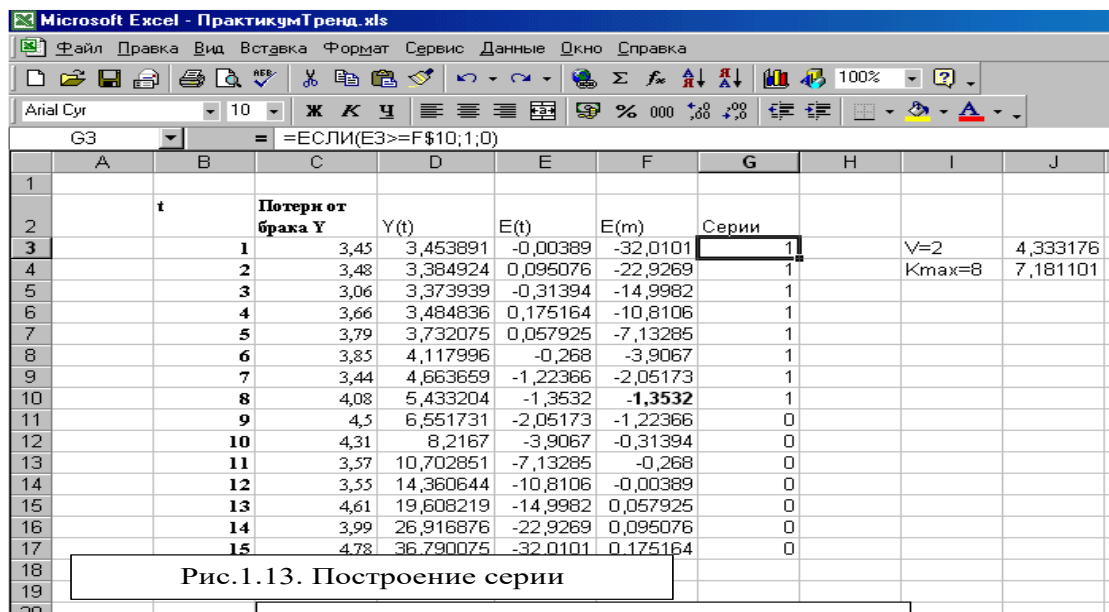 Microsoft Excel - ПрактикумТренд.xls
Файл Правка Вид Вставка Формат Сервис Данные Окно Справка
100%
Arial Cyr 10 Ж К Ч % 000
G3 = =ЕСЛИ(E3>=F$10;1;0)
A B C D E F G H I J
1
2 t Потери от брака Y Y(t) E(t) E(m) Серии
3 1 3,45 3,453891 -0,00389 -32,0101 1 V=2 4,333176
4 2 3,48 3,384924 0,095076 -22,9269 1 Kmax=8 7,181101
5 3 3,06 3,373939 -0,31394 -14,9982 1
6 4 3,66 3,484836 0,175164 -10,8106 1
7 5 3,79 3,732075 0,057925 -7,13285 1
8 6 3,85 4,117996 -0,268 -3,9067 1
9 7 3,44 4,663659 -1,22366 -2,05173 1
10 8 4,08 5,433204 -1,3532 -1,3532 1
11 9 4,5 6,551731 -2,05173 -1,22366 0
12 10 4,31 8,2167 -3,9067 -0,31394 0
13 11 3,57 10,702851 -7,13285 -0,268 0
14 12 3,55 14,360644 -10,8106 -0,00389 0
15 13 4,61 19,608219 -14,9982 0,057925 0
16 14 3,99 26,916876 -22,9269 0,095076 0
17 15 4,78 36,790075 -32,0101 0,175164 0
18
Рис.1.13. Построение серии
19